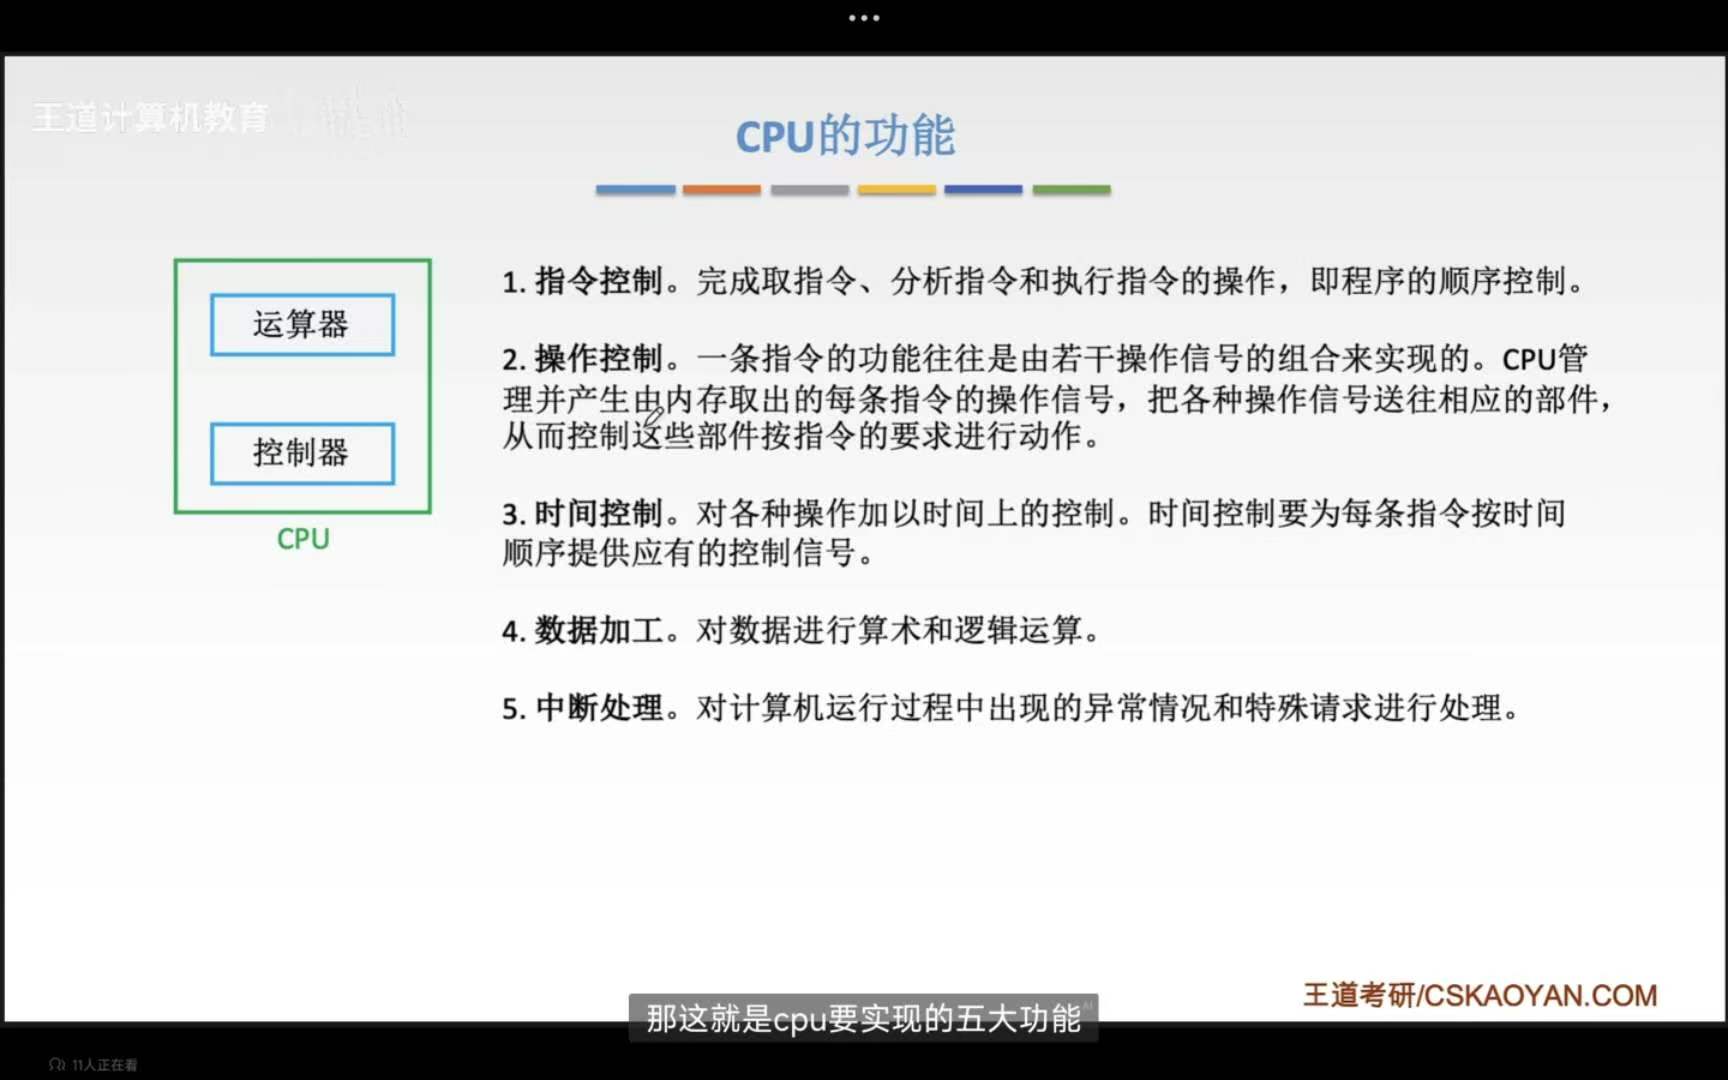 王道计算机教育
CPU的功能
运算器
控制器
CPU
1. 指令控制。完成取指令、分析指令和执行指令的操作，即程序的顺序控制。
2. 操作控制。一条指令的功能往往是由若干操作信号的组合来实现的。CPU管
理并产生由内存取出的每条指令的操作信号，把各种操作信号送往相应的部件，
从而控制这些部件按指令的要求进行动作。
3. 时间控制。对各种操作加以时间上的控制。时间控制要为每条指令按时间
顺序提供应有的控制信号。
4. 数据加工。对数据进行算术和逻辑运算。
5. 中断处理。对计算机运行过程中出现的异常情况和特殊请求进行处理。
王道考研/CSKAOYAN.COM
那这就是cpu要实现的五大功能
11人正在看